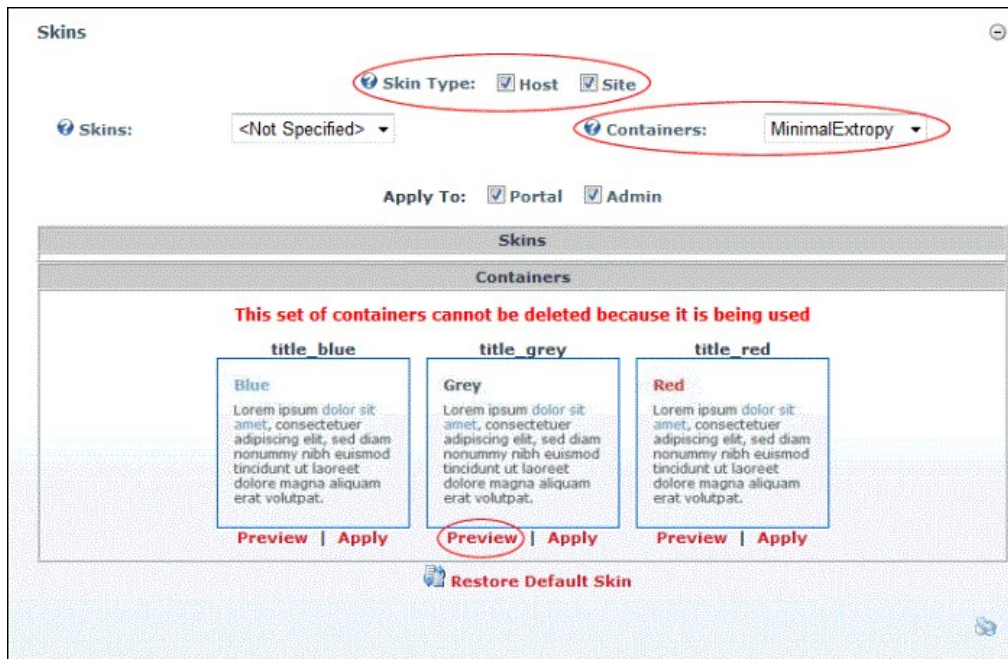 Skins
Skin Type: Host Site
Skins: <Not Specified> Containers: MinimalExtropy
Apply To: Portal Admin
Skins
Containers
This set of containers cannot be deleted because it is being used
title_blue title_grey title_red
Blue
Lorem ipsum dolor sit
amet, consectetuer
adipiscing elit, sed diam
nonummy nibh euismod
tincidunt ut laoreet
dolore magna aliquam
erat volutpat.
Preview | Apply
Grey
Lorem ipsum dolor sit
amet, consectetuer
adipiscing elit, sed diam
nonummy nibh euismod
tincidunt ut laoreet
dolore magna aliquam
erat volutpat.
Preview | Apply
Red
Lorem ipsum dolor sit
amet, consectetuer
adipiscing elit, sed diam
nonummy nibh euismod
tincidunt ut laoreet
dolore magna aliquam
erat volutpat.
Preview | Apply
Restore Default Skin